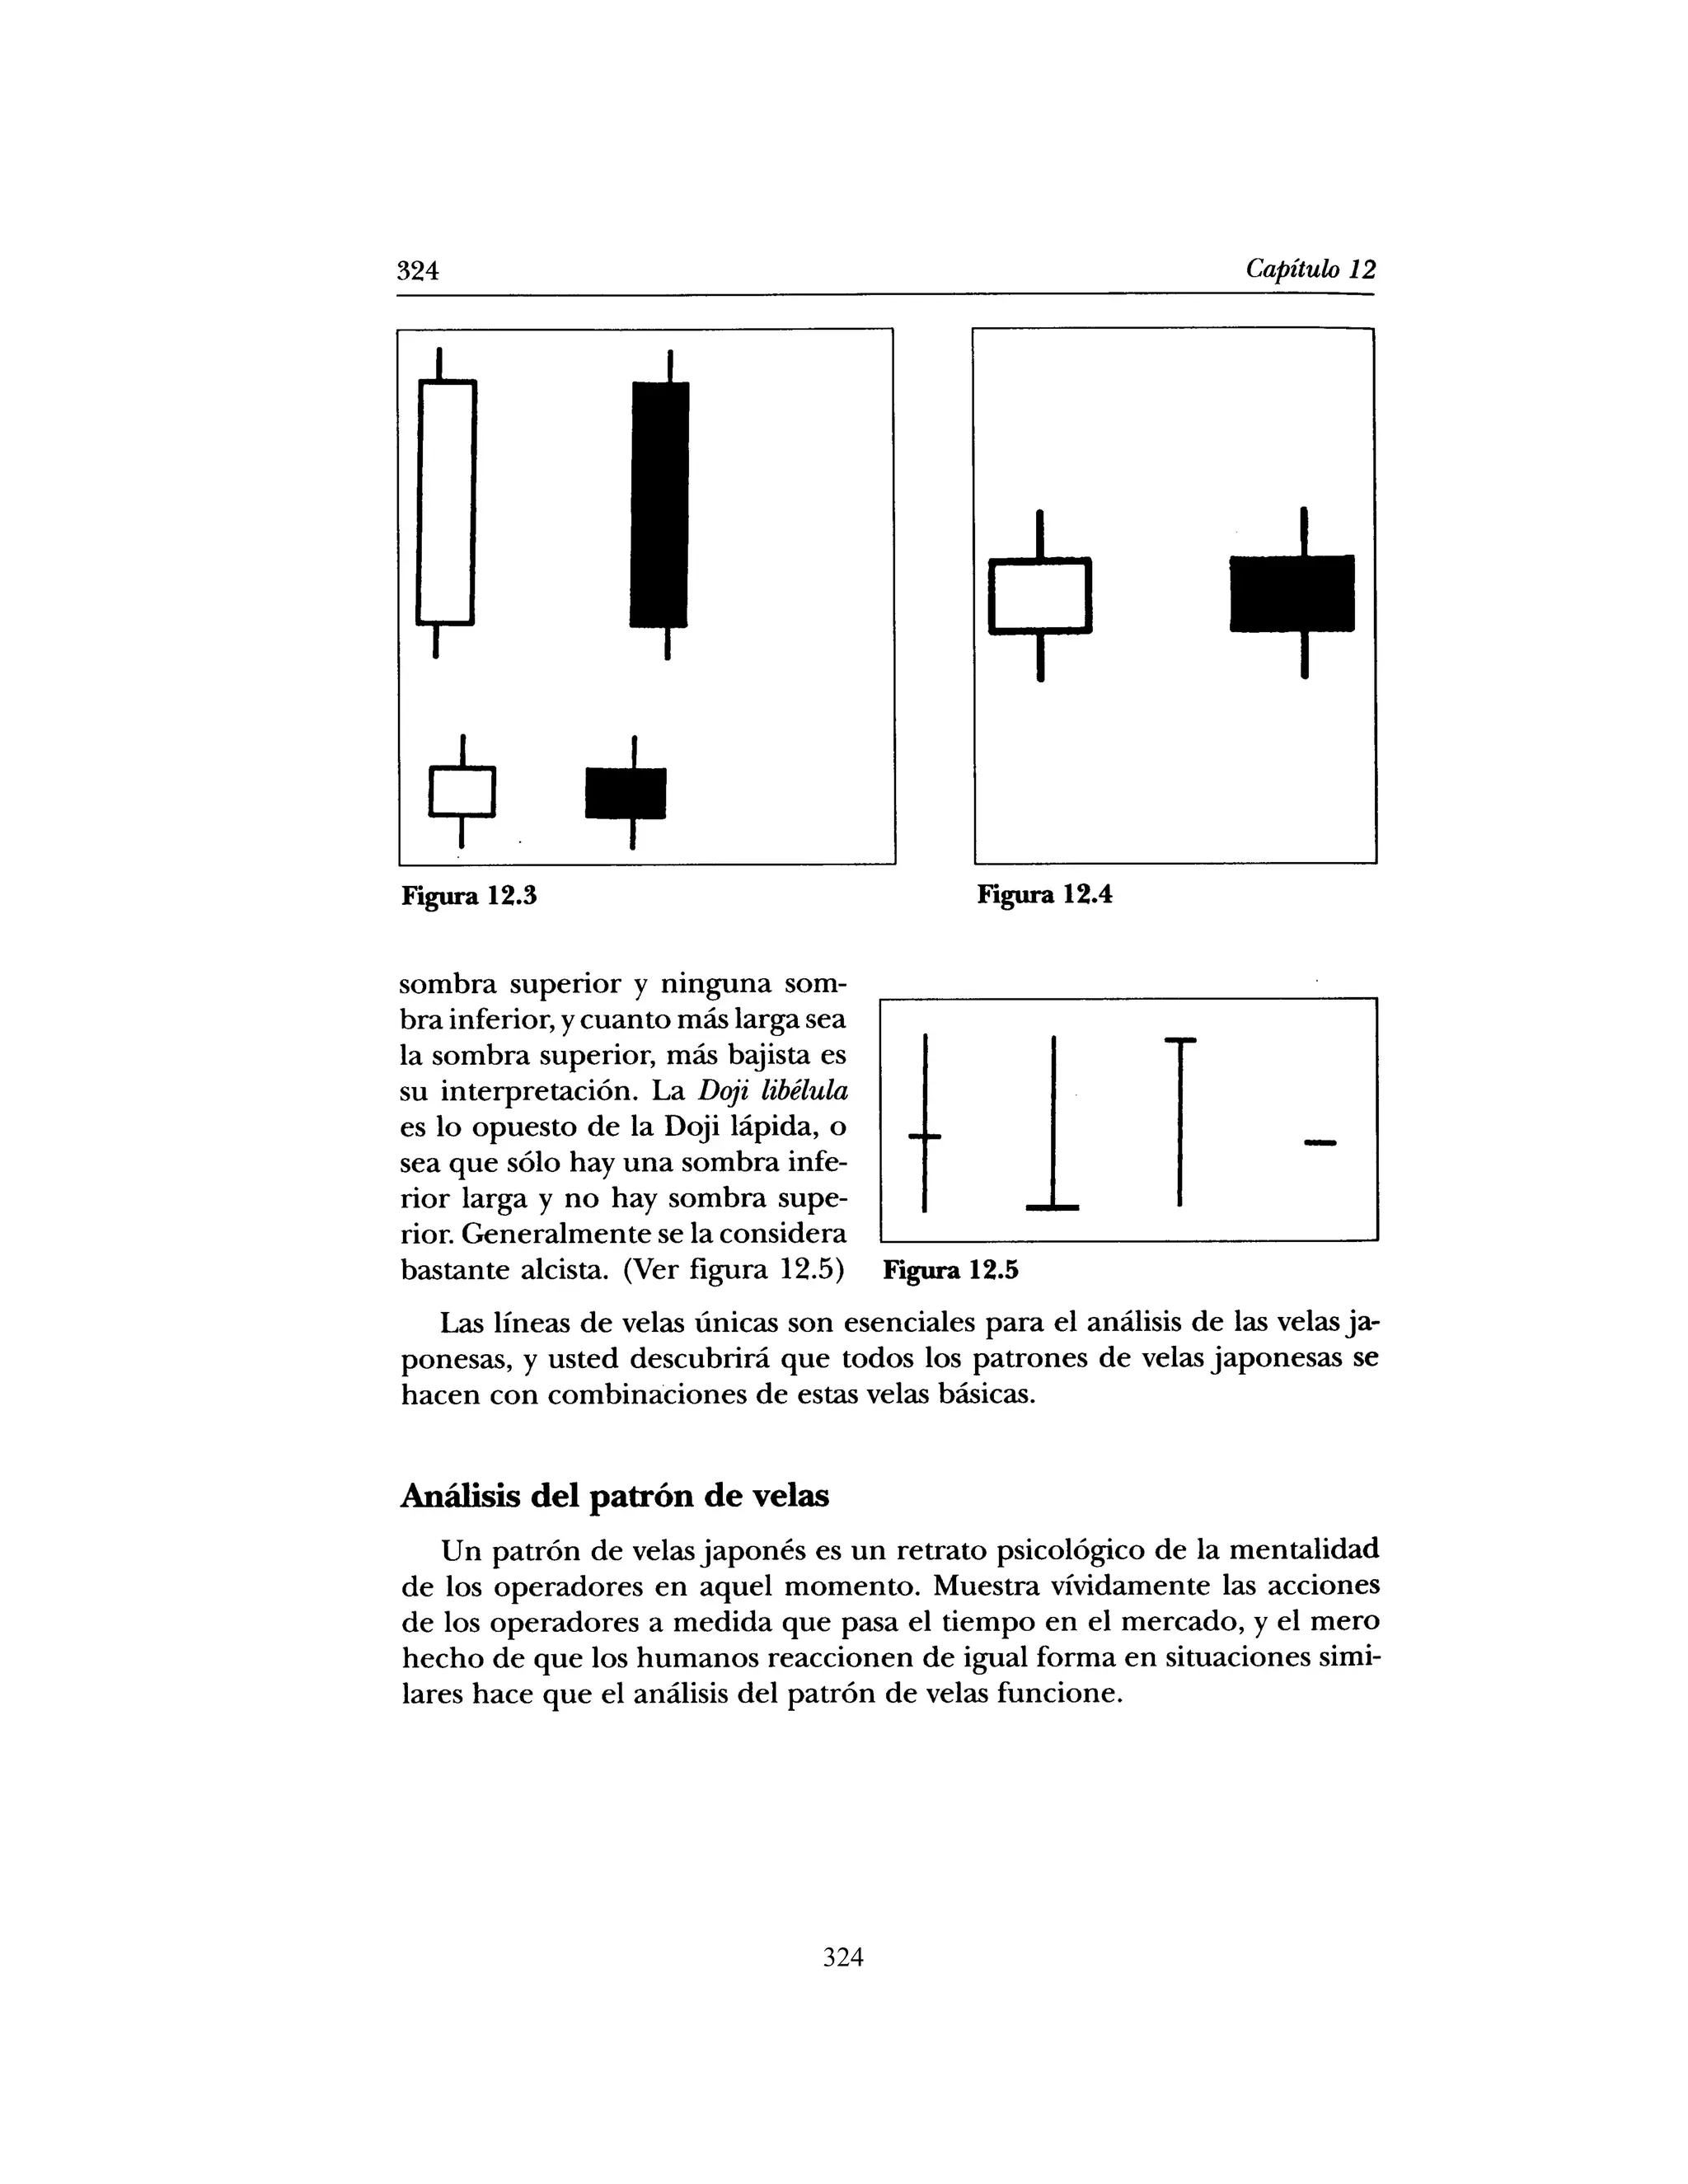 324
Capítulo 12
Figura 12.3
Figura 12.4
sombra superior y ninguna som-
bra inferior, y cuanto más larga sea
la sombra superior, más bajista es
su interpretación. La Doji libélula
es lo opuesto de la Doji lápida, o
sea que sólo hay una sombra infe-
rior larga y no hay sombra supe-
rior. Generalmente se la considera
bastante alcista. (Ver figura 12.5)
Figura 12.5
Las líneas de velas únicas son esenciales para el análisis de las velas ja-
ponesas, y usted descubrirá que todos los patrones de velas japonesas se
hacen con combinaciones de estas velas básicas.
Análisis del patrón de velas
Un patrón de velas japonés es un retrato psicológico de la mentalidad
de los operadores en aquel momento. Muestra vívidamente las acciones
de los operadores a medida que pasa el tiempo en el mercado, y el mero
hecho de que los humanos reaccionen de igual forma en situaciones simi-
lares hace que el análisis del patrón de velas funcione.
324